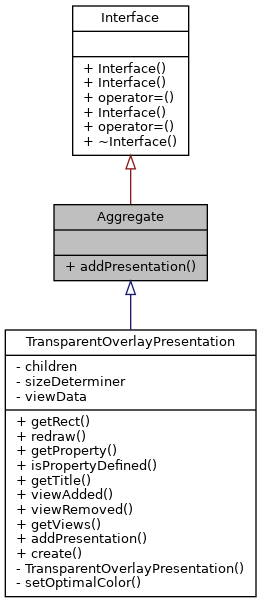 Interface
+ Interface()
+ Interface()
+ operator=()
+ Interface()
+ operator=()
+ ~Interface()
Aggregate
+ addPresentation()
TransparentOverlayPresentation
- children
- sizeDeterminer
- viewData
+ getRect()
+ redraw()
+ getProperty()
+ isPropertyDefined()
+ getTitle()
+ viewAdded()
+ viewRemoved()
+ getViews()
+ addPresentation()
+ create()
- TransparentOverlayPresentation()
- setOptimalColor()